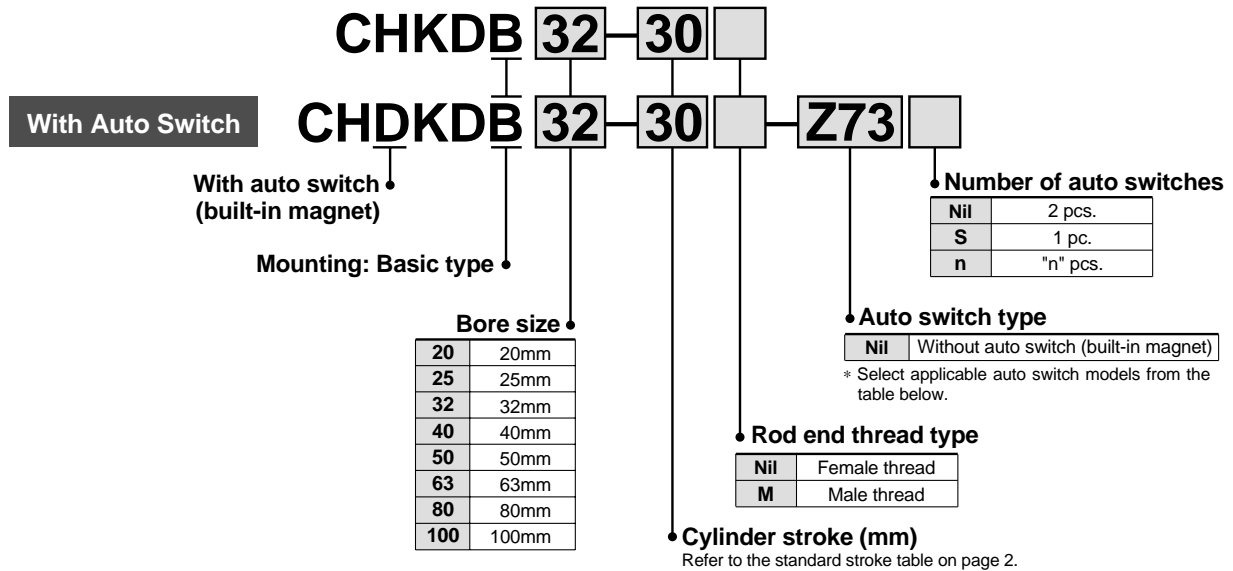 CHKDB 32-30
With Auto Switch
CHDKDB 32-30-Z73
With auto switch
(built-in magnet)
Mounting: Basic type
Bore size
20 20mm
25 25mm
32 32mm
40 40mm
50 50mm
63 63mm
80 80mm
100 100mm
Number of auto switches
Nil 2 pcs.
S 1 pc.
n "n" pcs.
Auto switch type
Nil Without auto switch (built-in magnet)
* Select applicable auto switch models from the
table below.
Rod end thread type
Nil Female thread
M Male thread
Cylinder stroke (mm)
Refer to the standard stroke table on page 2.